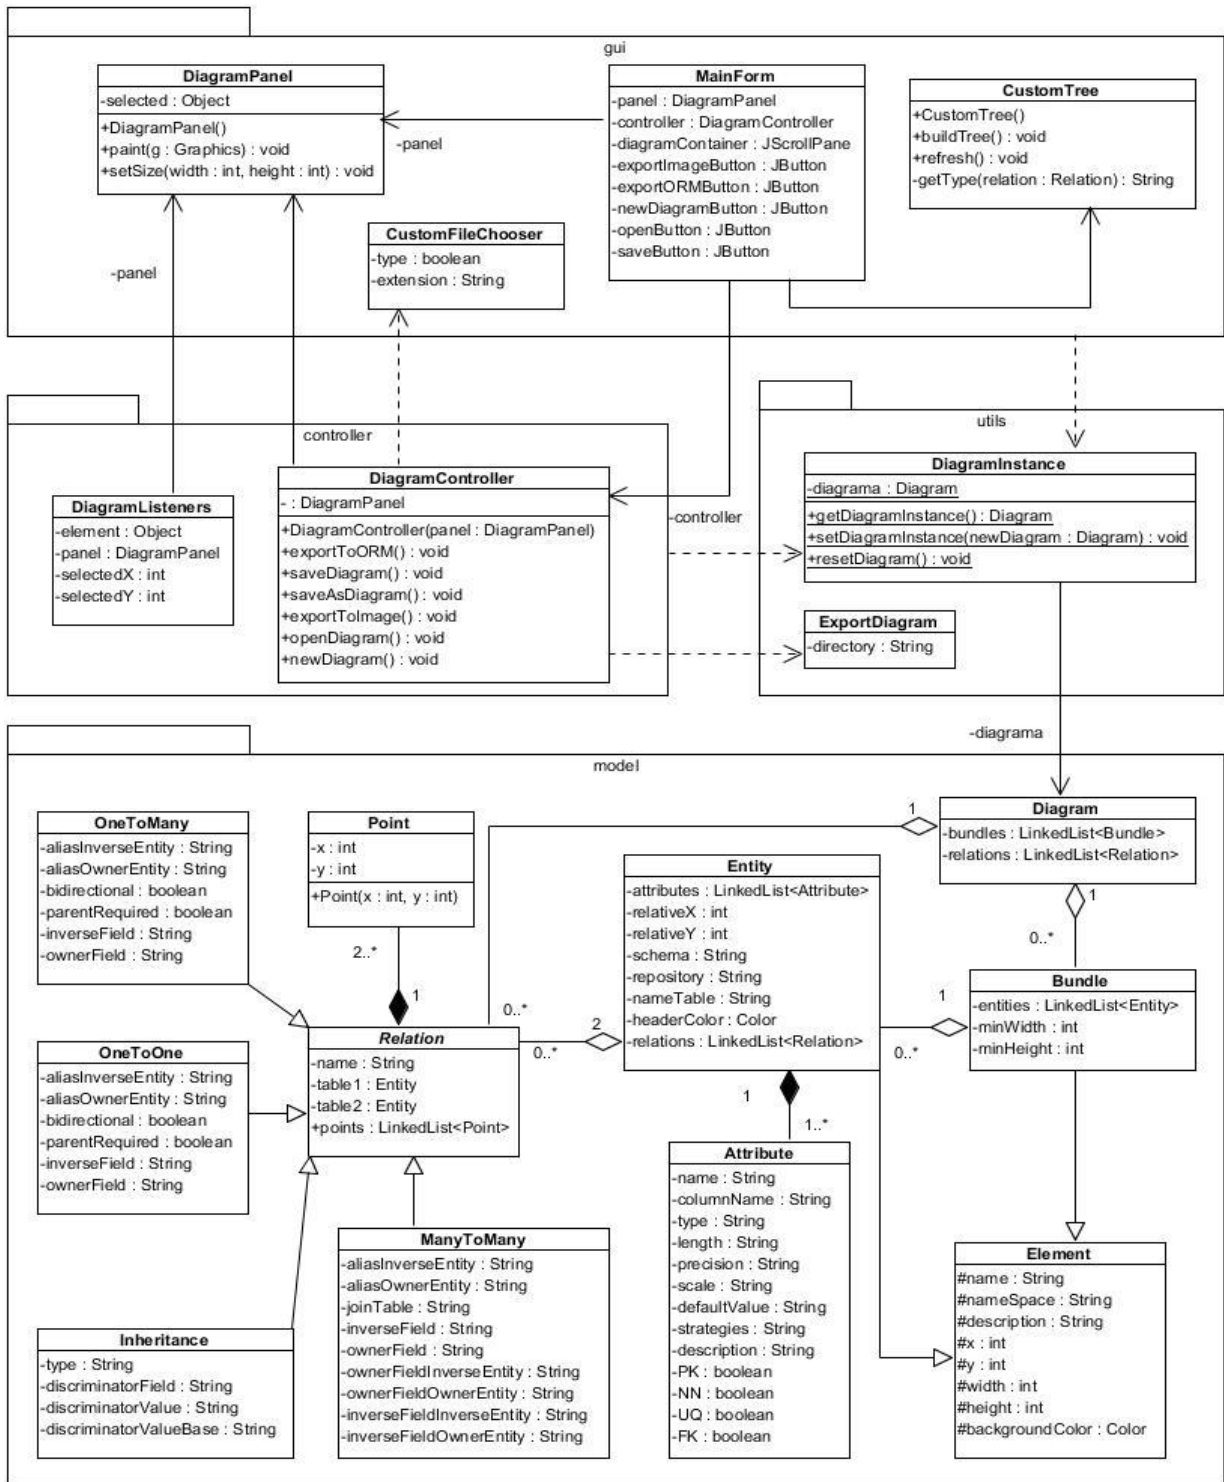 gui
DiagramPanel
-selected : Object
+DiagramPanel()
+paint(g : Graphics) : void
+setSize(width : int, height : int) : void
-panel
MainForm
-panel : DiagramPanel
-controller : DiagramController
-diagramContainer : JScrollPane
-exportImageButton : JButton
-exportORMButton : JButton
-newDiagramButton : JButton
-openButton : JButton
-saveButton : JButton
CustomTree
+CustomTree()
+buildTree() : void
+refresh() : void
-getType(relation : Relation) : String
CustomFileChooser
-type : boolean
-extension : String
-panel
controller
DiagramListeners
-element : Object
-panel : DiagramPanel
-selectedX : int
-selectedY : int
DiagramController
- : DiagramPanel
+DiagramController(panel : DiagramPanel)
+exportToORM() : void
+saveDiagram() : void
+saveAsDiagram() : void
+exportToImage() : void
+openDiagram() : void
+newDiagram() : void
-controller
utils
DiagramInstance
-diagrama : Diagram
+getDiagramInstance() : Diagram
+setDiagramInstance(newDiagram : Diagram) : void
+resetDiagram() : void
ExportDiagram
-directory : String
-diagrama
model
OneToMany
-aliasInverseEntity : String
-aliasOwnerEntity : String
-bidirectional : boolean
-parentRequired : boolean
-inverseField : String
-ownerField : String
Point
-x : int
-y : int
+Point(x : int, y : int)
2..*
1
Entity
-attributes : LinkedList<Attribute>
-relativeX : int
-relativeY : int
-schema : String
-repository : String
-nameTable : String
-headerColor : Color
-relations : LinkedList<Relation>
1
Diagram
-bundles : LinkedList<Bundle>
-relations : LinkedList<Relation>
1
0..*
Bundle
-entities : LinkedList<Entity>
-minWidth : int
-minHeight : int
1
0..*
0..*
2
0..*
OneToOne
-aliasInverseEntity : String
-aliasOwnerEntity : String
-bidirectional : boolean
-parentRequired : boolean
-inverseField : String
-ownerField : String
Relation
-name : String
-table1 : Entity
-table2 : Entity
+points : LinkedList<Point>
1
1..*
Attribute
-name : String
-columnName : String
-type : String
-length : String
-precision : String
-scale : String
-defaultValue : String
-strategies : String
-description : String
-PK : boolean
-NN : boolean
-UQ : boolean
-FK : boolean
ManyToMany
-aliasInverseEntity : String
-aliasOwnerEntity : String
-joinTable : String
-inverseField : String
-ownerField : String
-ownerFieldInverseEntity : String
-ownerFieldOwnerEntity : String
-inverseFieldInverseEntity : String
-inverseFieldOwnerEntity : String
Inheritance
-type : String
-discriminatorField : String
-discriminatorValue : String
-discriminatorValueBase : String
Element
#name : String
#nameSpace : String
#description : String
#x : int
#y : int
#width : int
#height : int
#backgroundColor : Color